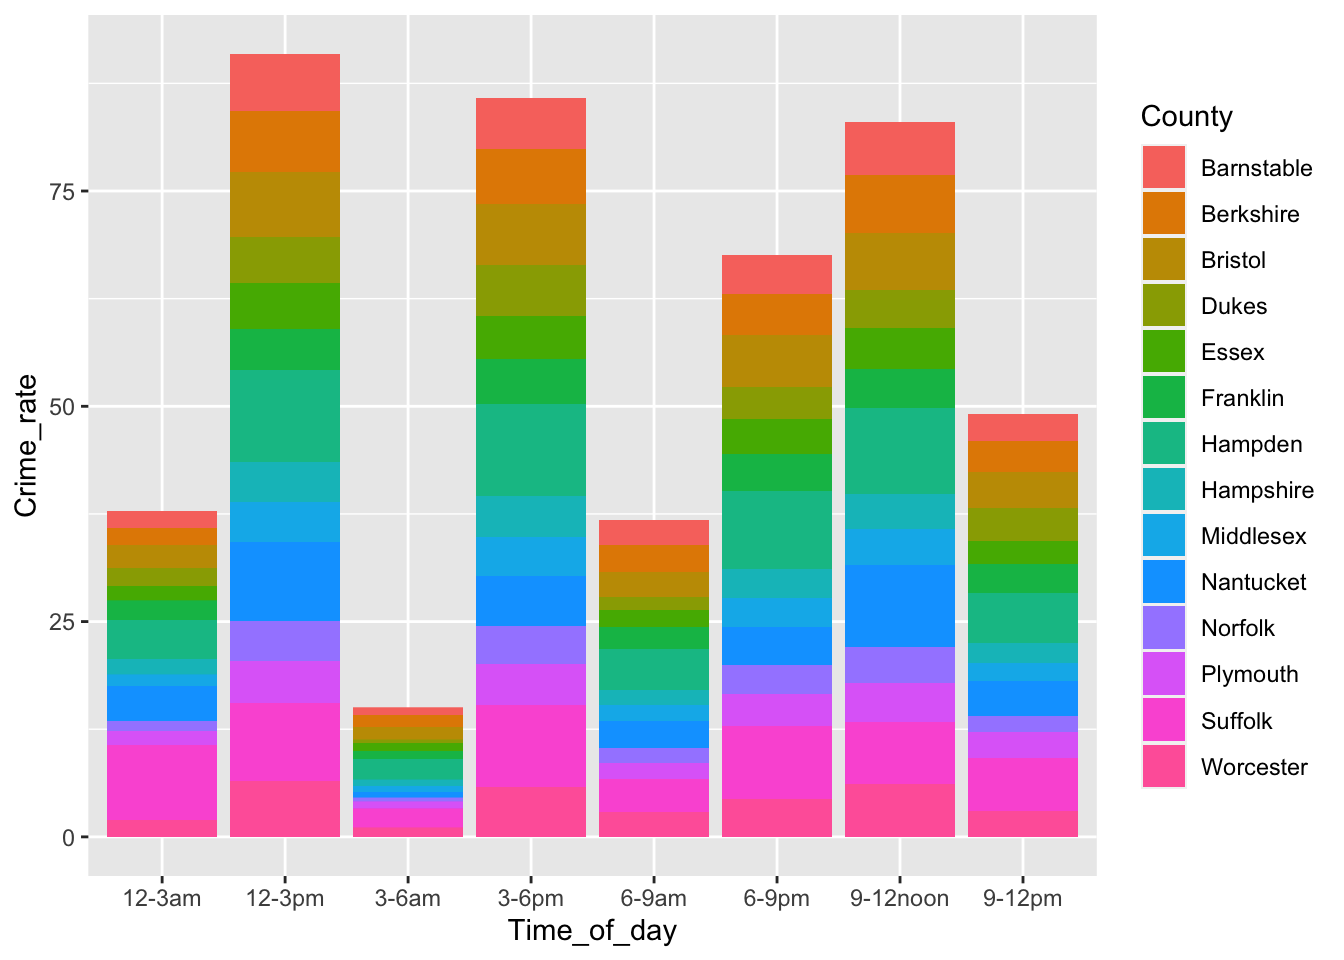 Crime_rate
75
50
25
0
12-3am
12-3pm
3-6am
3-6pm
6-9am
6-9pm
9-12noon
9-12pm
Time_of_day
County
Barnstable
Berkshire
Bristol
Dukes
Essex
Franklin
Hampden
Hampshire
Middlesex
Nantucket
Norfolk
Plymouth
Suffolk
Worcester